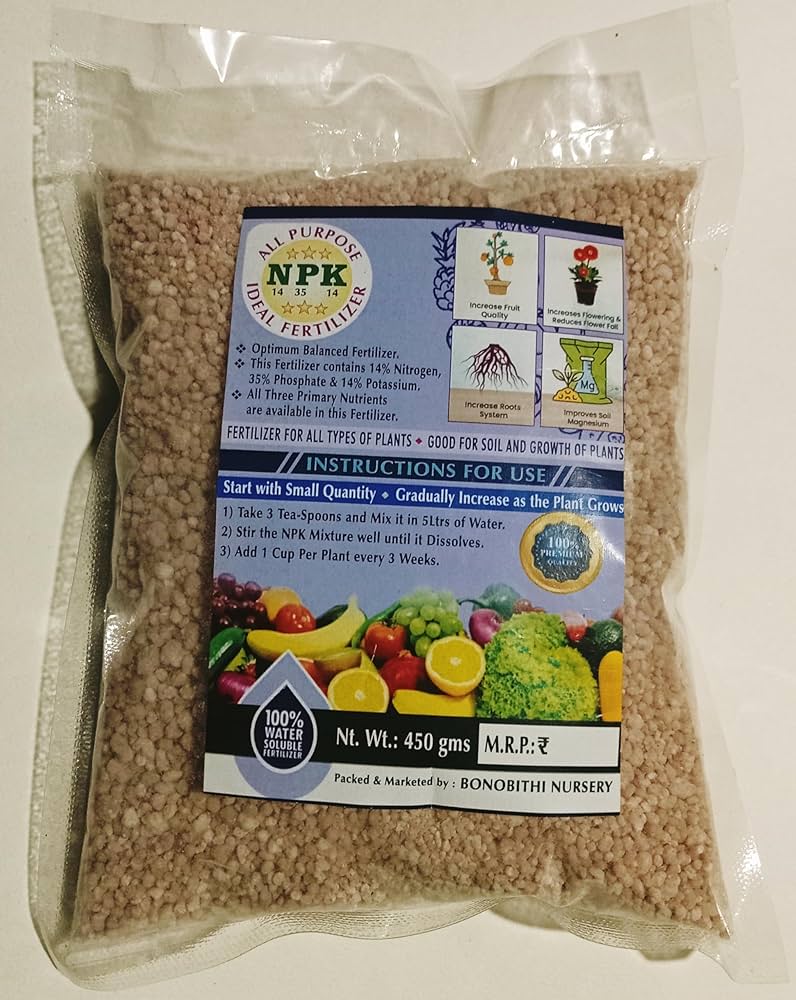 ALL PURPOSE
NPK
14 35 14
IDEAL FERTILIZER
Increase Fruit
Quality
Increases Flowering &
Reduces Flower Fall
Increase Roots
System
Mg
Improves Soil
Magnesium
❖ Optimum Balanced Fertilizer.
❖ This Fertilizer contains 14% Nitrogen,
35% Phosphate & 14% Potassium.
❖ All Three Primary Nutrients
are available in this Fertilizer.
FERTILIZER FOR ALL TYPES OF PLANTS ◆ GOOD FOR SOIL AND GROWTH OF PLANTS
// INSTRUCTIONS FOR USE //
Start with Small Quantity ◆ Gradually Increase as the Plant Grows
1) Take 3 Tea-Spoons and Mix it in 5Ltrs of Water.
2) Stir the NPK Mixture well until it Dissolves.
3) Add 1 Cup Per Plant every 3 Weeks.
100%
PREMIUM
QUALITY
100%
WATER
SOLUBLE
FERTILIZER
Nt. Wt.: 450 gms
M.R.P.: ₹
Packed & Marketed by : BONOBITHI NURSERY